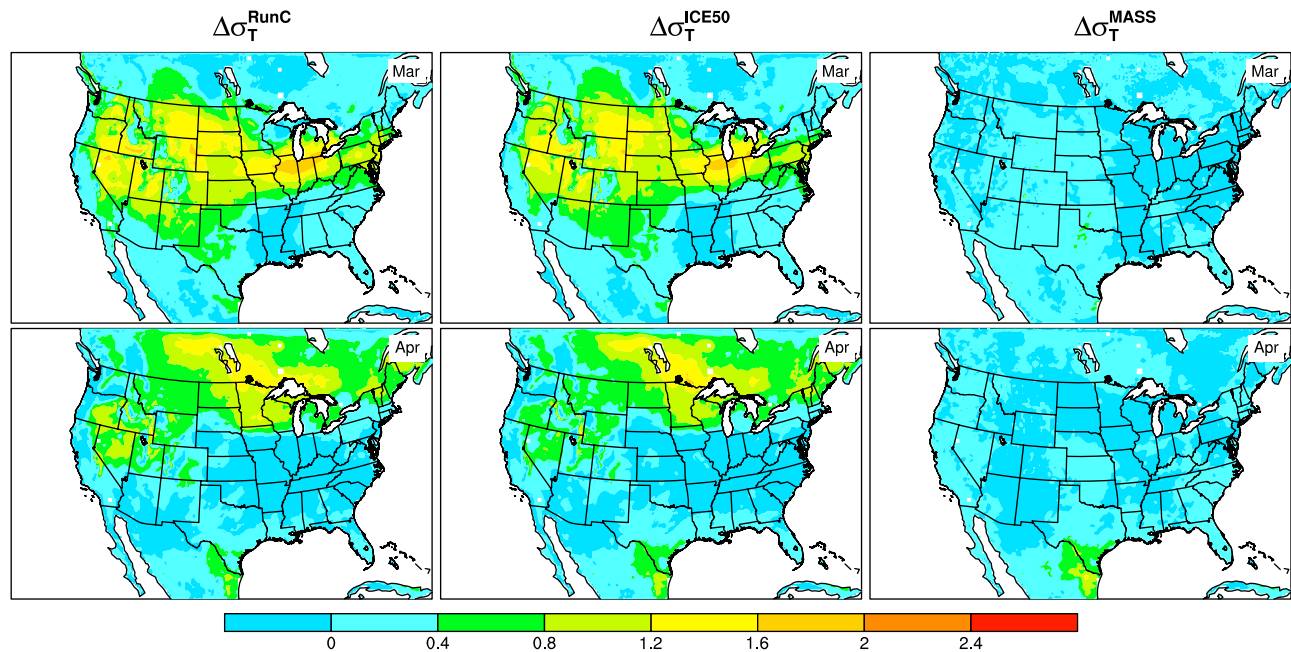 Δσ_T^RunC Δσ_T^ICE50 Δσ_T^MASS
Mar Mar Mar
Apr Apr Apr
0 0.4 0.8 1.2 1.6 2 2.4